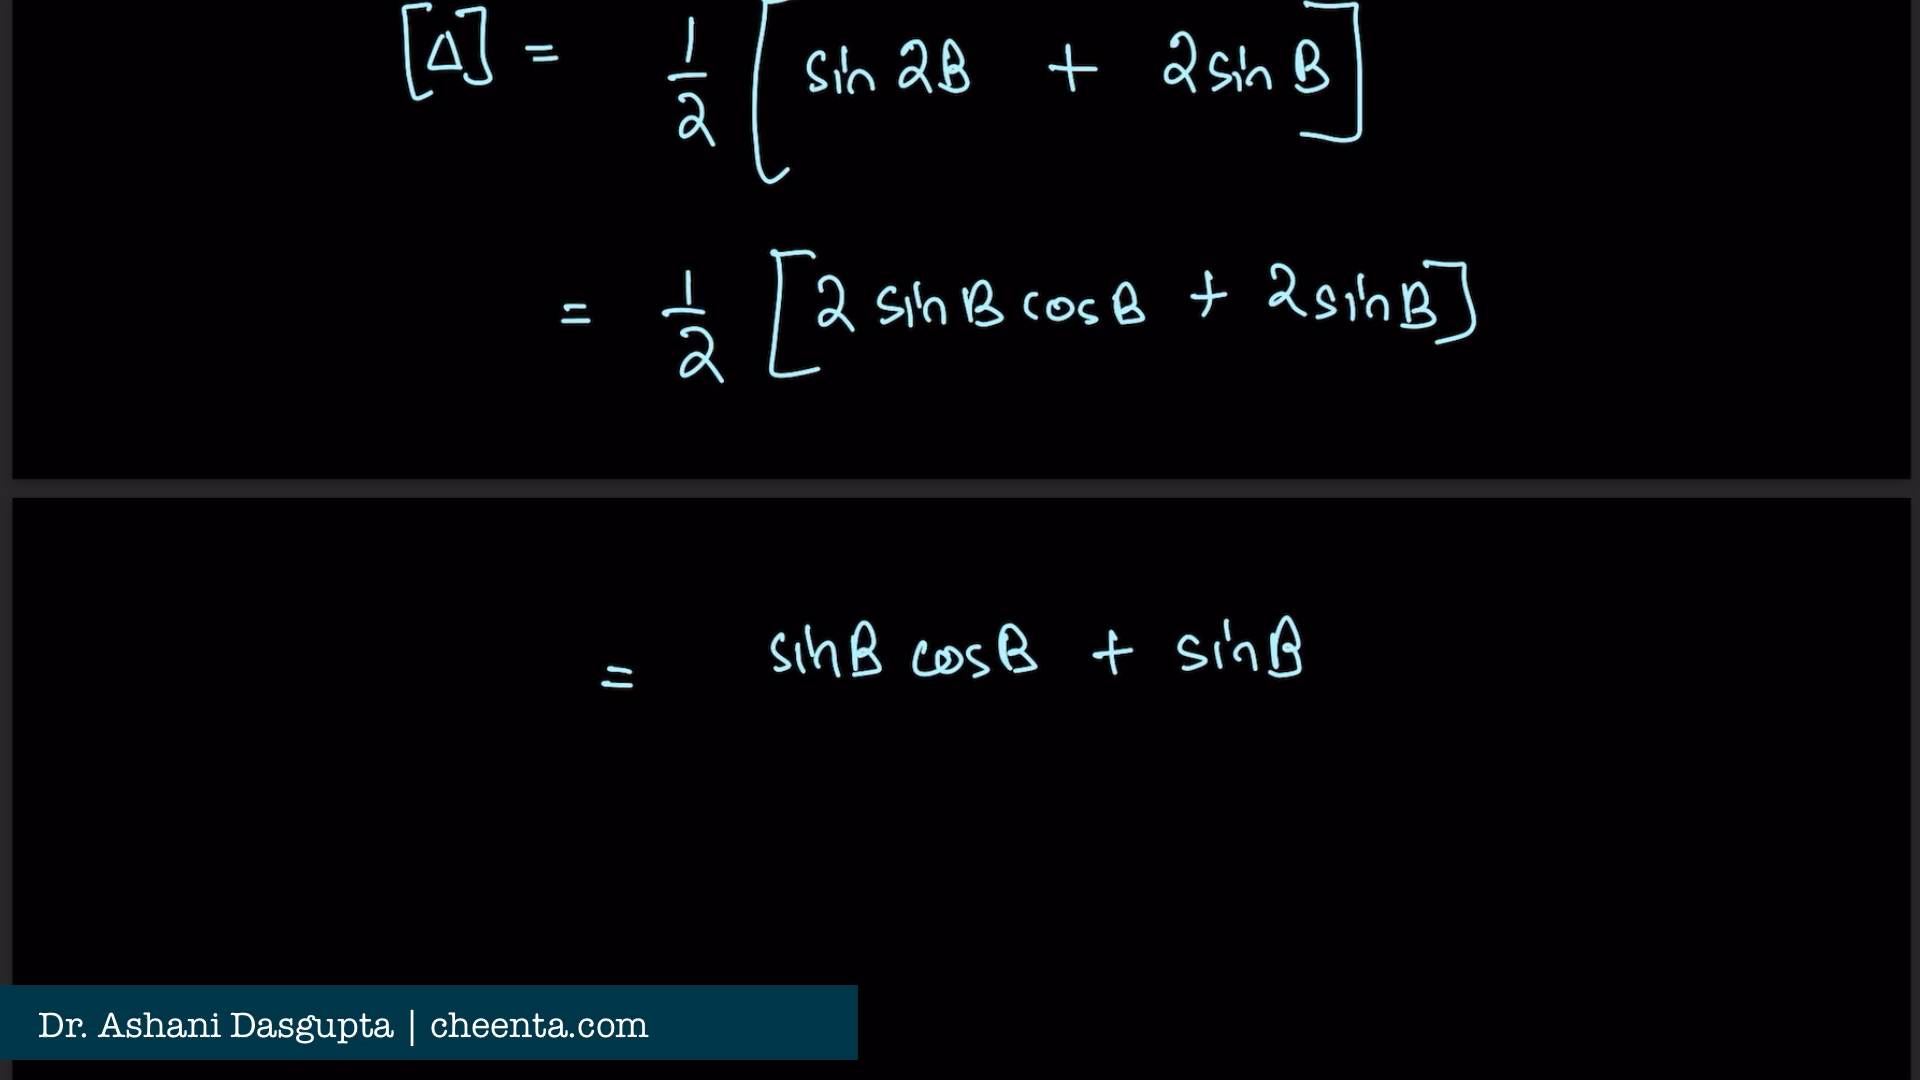 [Δ] = 1/2 [ sin 2B + 2 sin B ]
= 1/2 [ 2 sin B cos B + 2 sin B ]
= sin B cos B + sin B
Dr. Ashani Dasgupta | cheenta.com